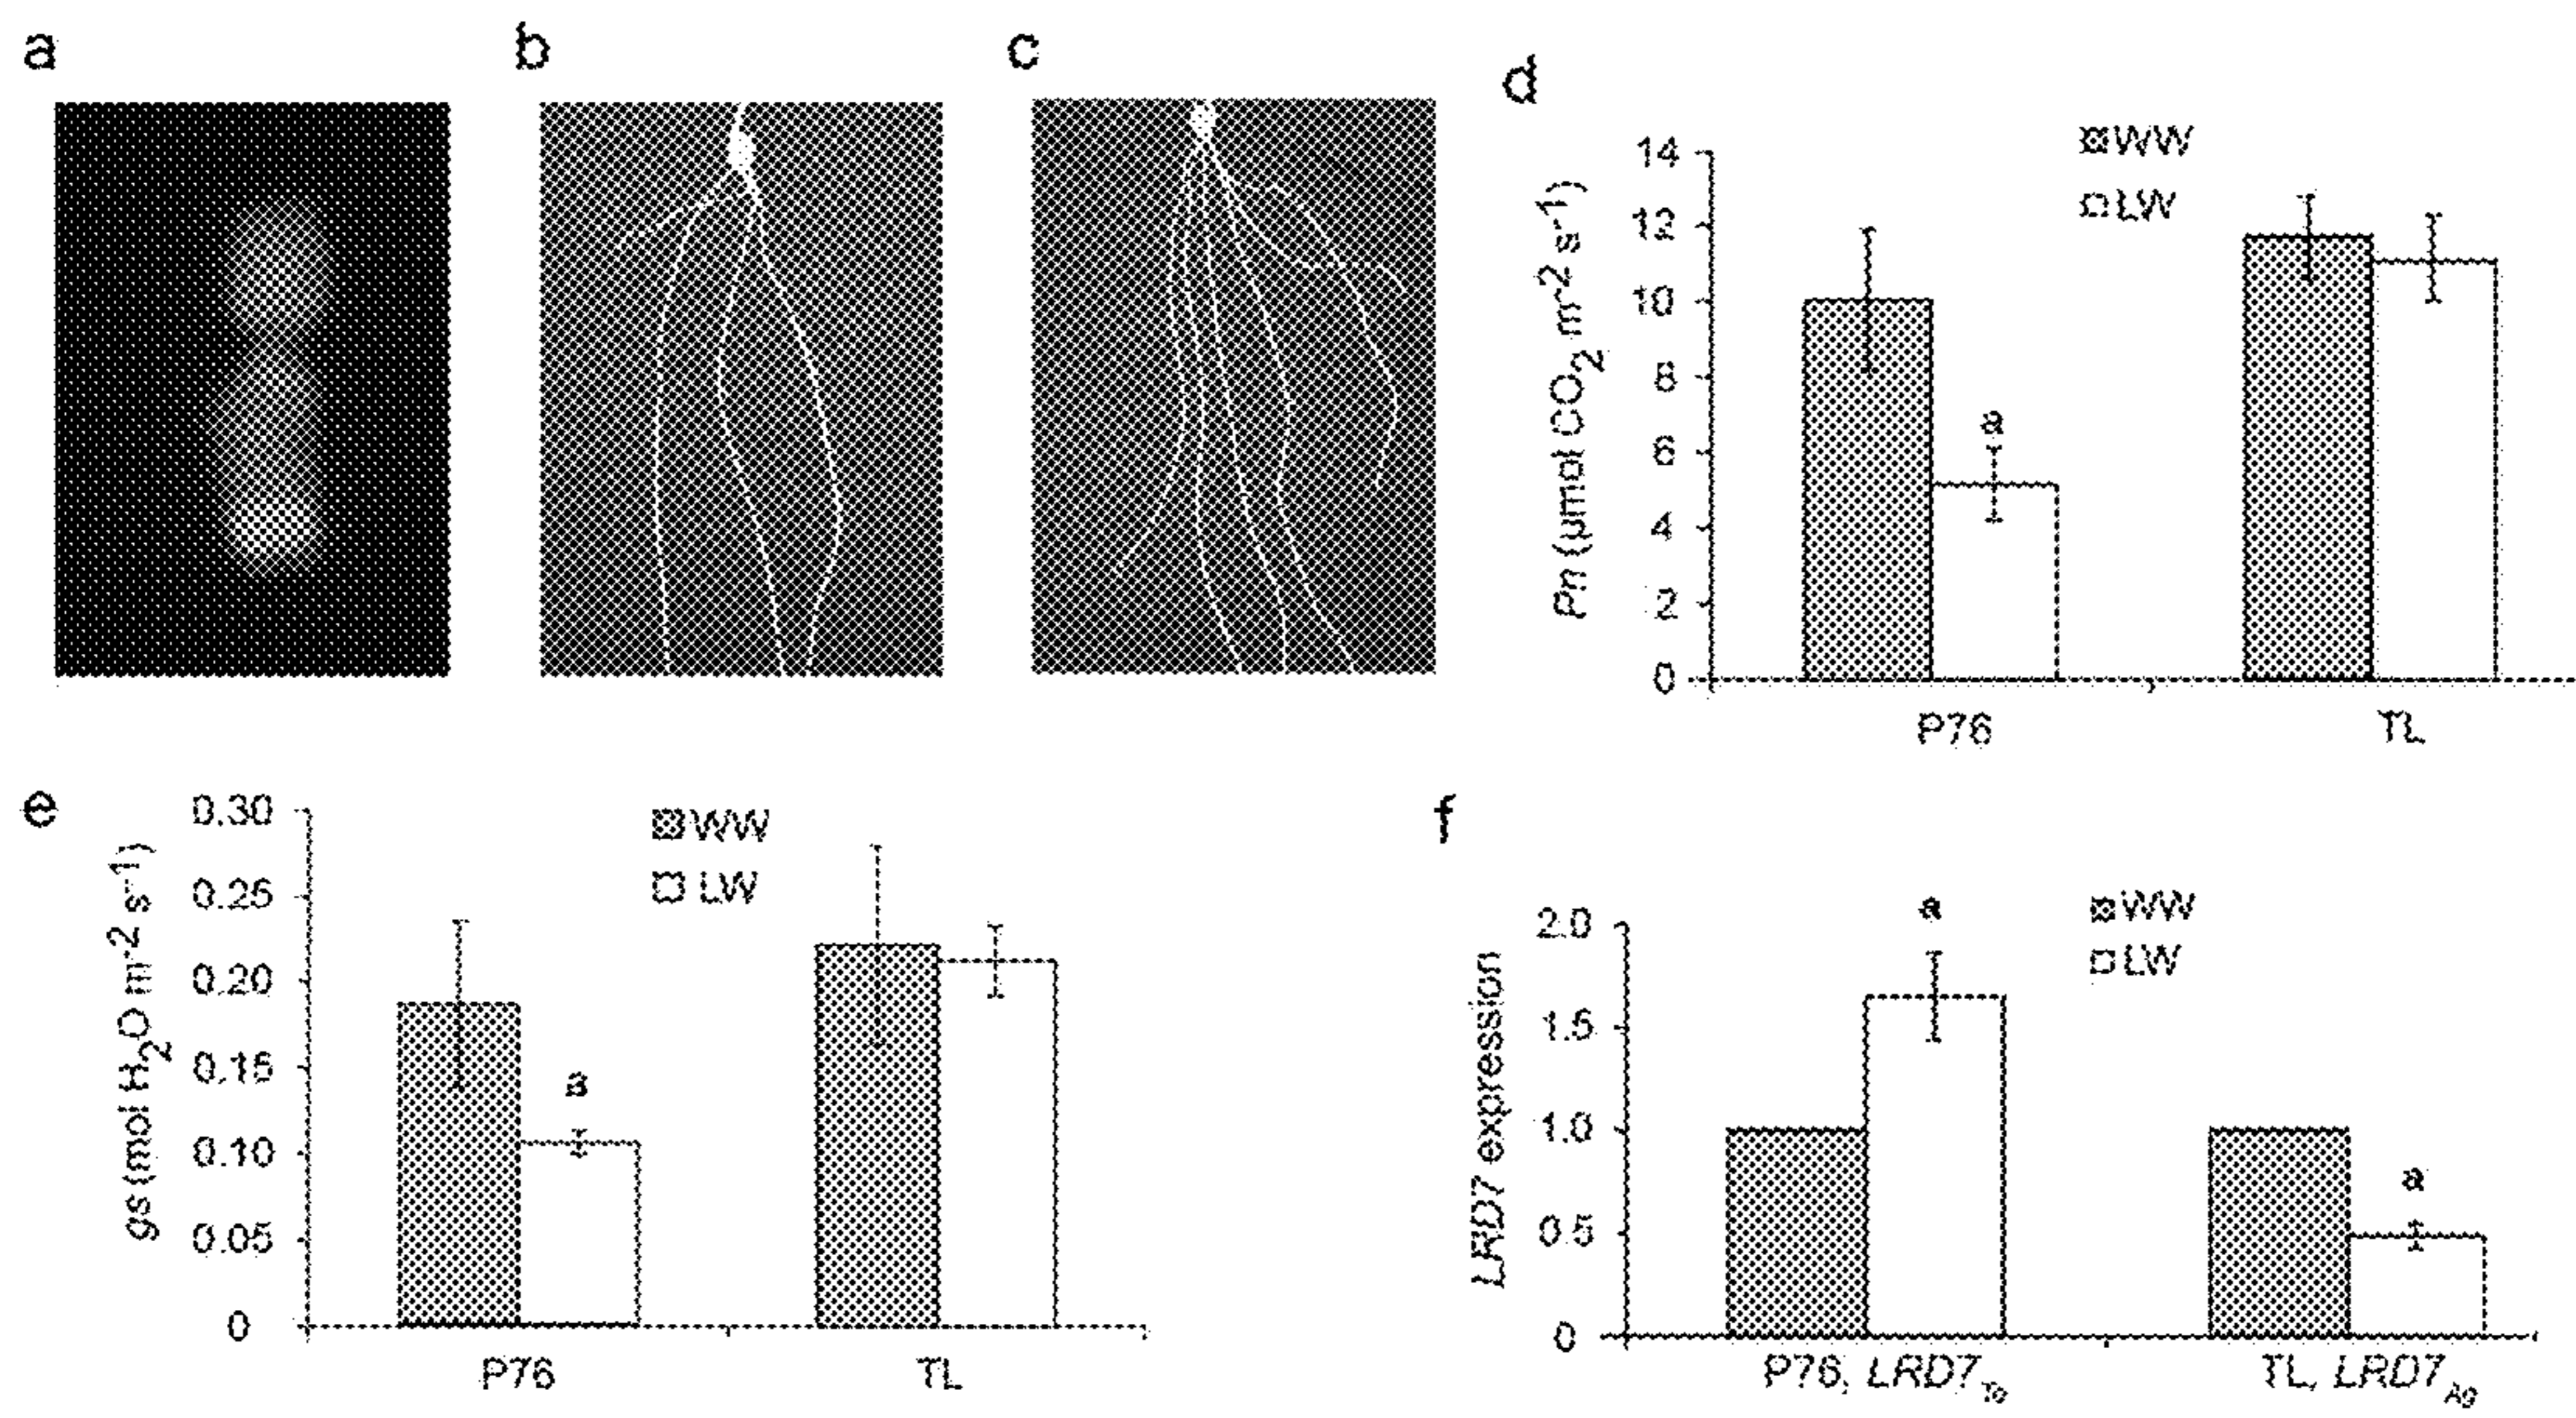 a
b
c
d
14
12
10
8
6
4
2
0
Pn (μmol CO2 m-2 s-1)
WW
LW
a
P76
TL
e
0.30
0.25
0.20
0.15
0.10
0.05
0
gs (mol H2O m-2 s-1)
WW
LW
a
P76
TL
f
2.0
1.5
1.0
0.5
0
LRD7 expression
WW
LW
a
a
P76, LRD7Te
TL, LRD7Ag